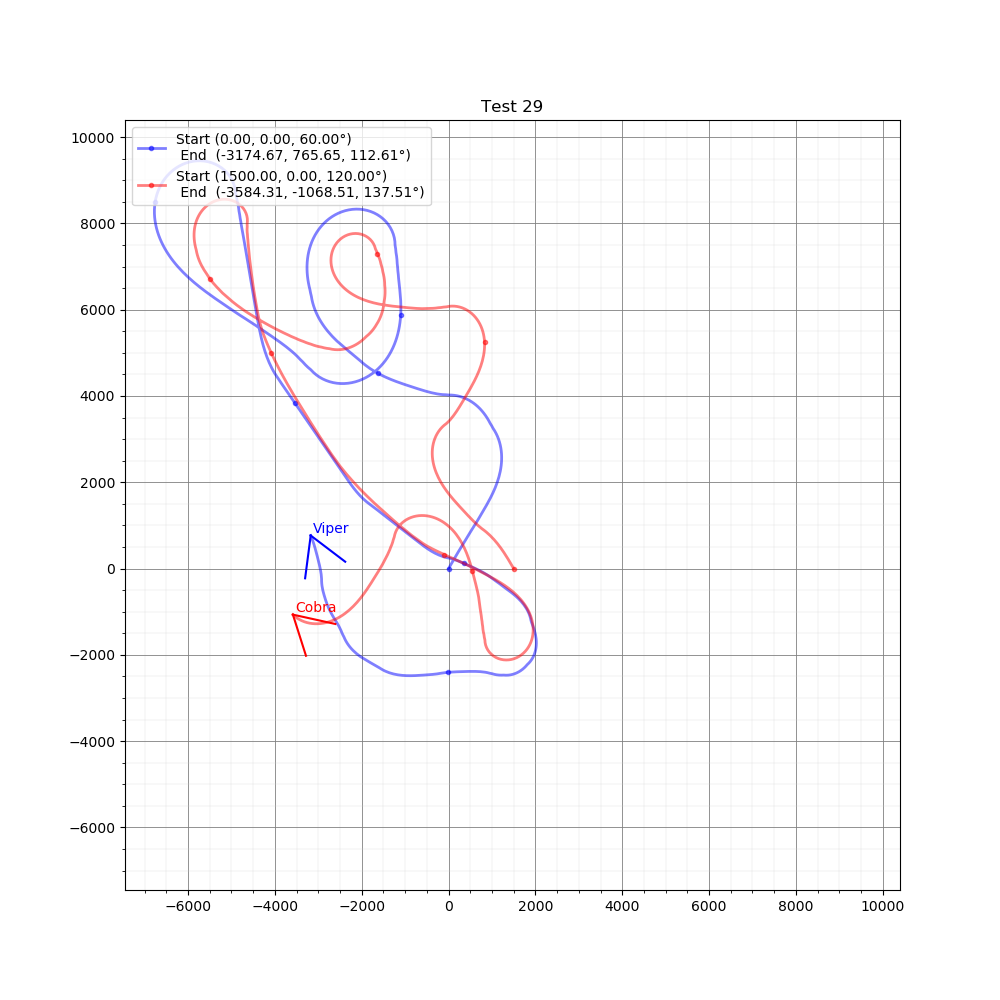 Test 29
Start (0.00, 0.00, 60.00°)
End  (-3174.67, 765.65, 112.61°)
Start (1500.00, 0.00, 120.00°)
End  (-3584.31, -1068.51, 137.51°)
10000
8000
6000
4000
2000
0
−2000
−4000
−6000
Viper
Cobra
−6000 −4000 −2000 0 2000 4000 6000 8000 10000